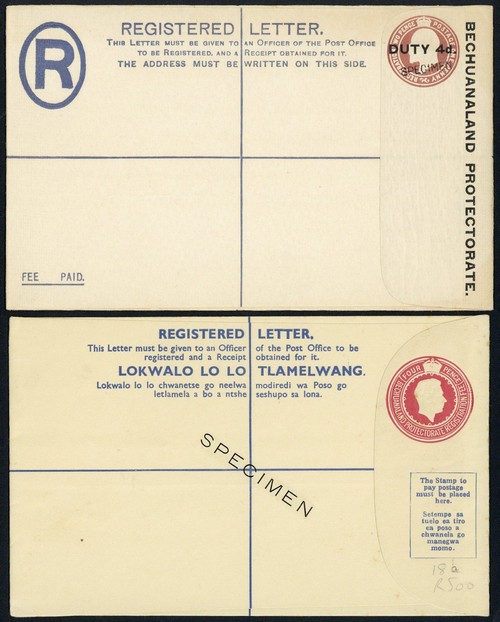 R
REGISTERED LETTER.
THIS LETTER MUST BE GIVEN TO AN OFFICER OF THE POST OFFICE
TO BE REGISTERED, AND A RECEIPT OBTAINED FOR IT.
THE ADDRESS MUST BE WRITTEN ON THIS SIDE.
DUTY 4d.
SPECIMEN
BECHUANALAND PROTECTORATE.
FEE PAID.
REGISTERED LETTER,
This Letter must be given to an Officer of the Post Office to be
registered and a Receipt obtained for it.
LOKWALO LO LO TLAMELWANG.
Lokwalo lo lo chwanetse go neelwa modiredi wa Poso go
letlamela a bo a ntshe seshupo sa lona.
FOUR PENCE
BECHUANALAND PROTECTORATE REGISTRATION
SPECIMEN
The Stamp to
pay postage
must be placed
here.
Setempe sa
tuelo sa tiro
ea poso a
chwanela go
manegwa
momo.
18a
R500